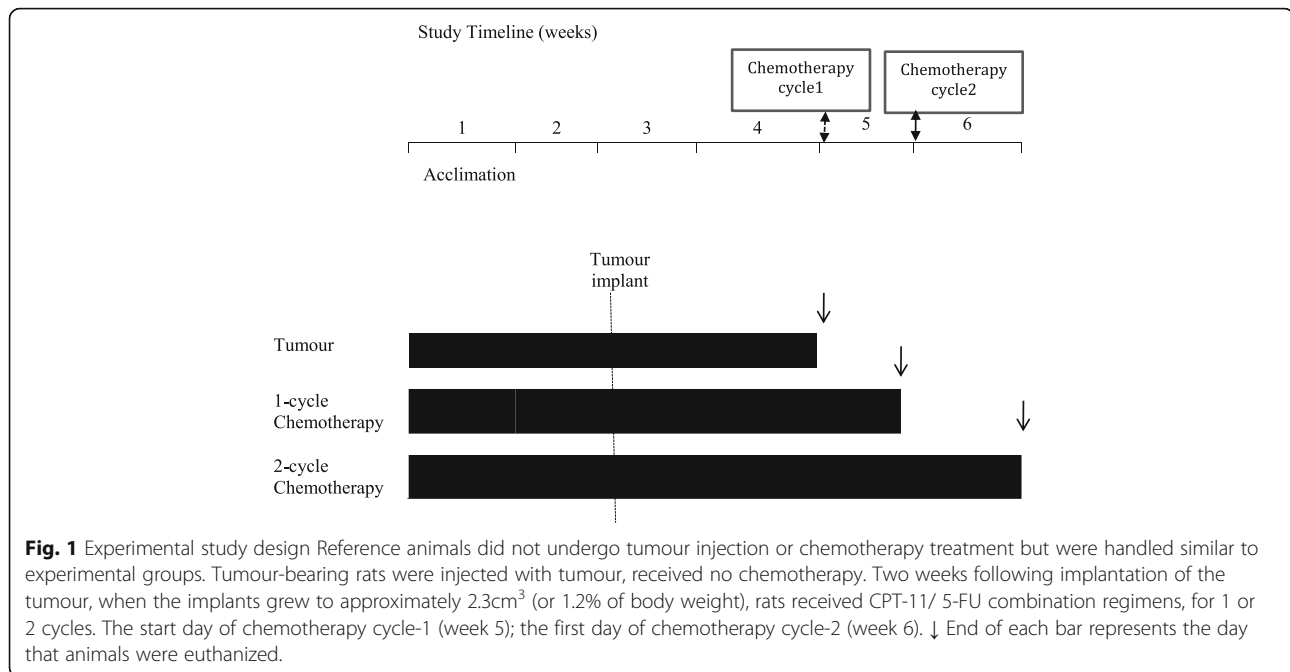 Study Timeline (weeks)
Chemotherapy
cycle1
Chemotherapy
cycle2
1 2 3 4 5 6
Acclimation
Tumour
implant
Tumour
1-cycle
Chemotherapy
2-cycle
Chemotherapy
Fig. 1 Experimental study design Reference animals did not undergo tumour injection or chemotherapy treatment but were handled similar to
experimental groups. Tumour-bearing rats were injected with tumour, received no chemotherapy. Two weeks following implantation of the
tumour, when the implants grew to approximately 2.3cm³ (or 1.2% of body weight), rats received CPT-11/ 5-FU combination regimens, for 1 or
2 cycles. The start day of chemotherapy cycle-1 (week 5); the first day of chemotherapy cycle-2 (week 6). ↓ End of each bar represents the day
that animals were euthanized.